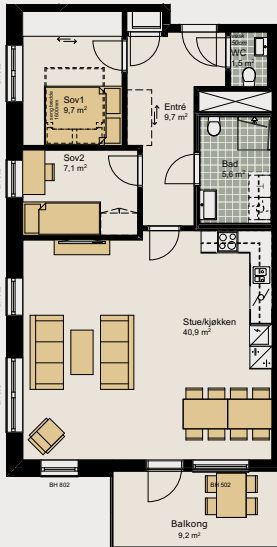 WC
1,5 m²
Sov1
9,7 m²
Entré
9,7 m²
Sov2
7,1 m²
Bad
5,6 m²
Stue/kjøkken
40,9 m²
BH 802
BH 502
Balkong
9,2 m²